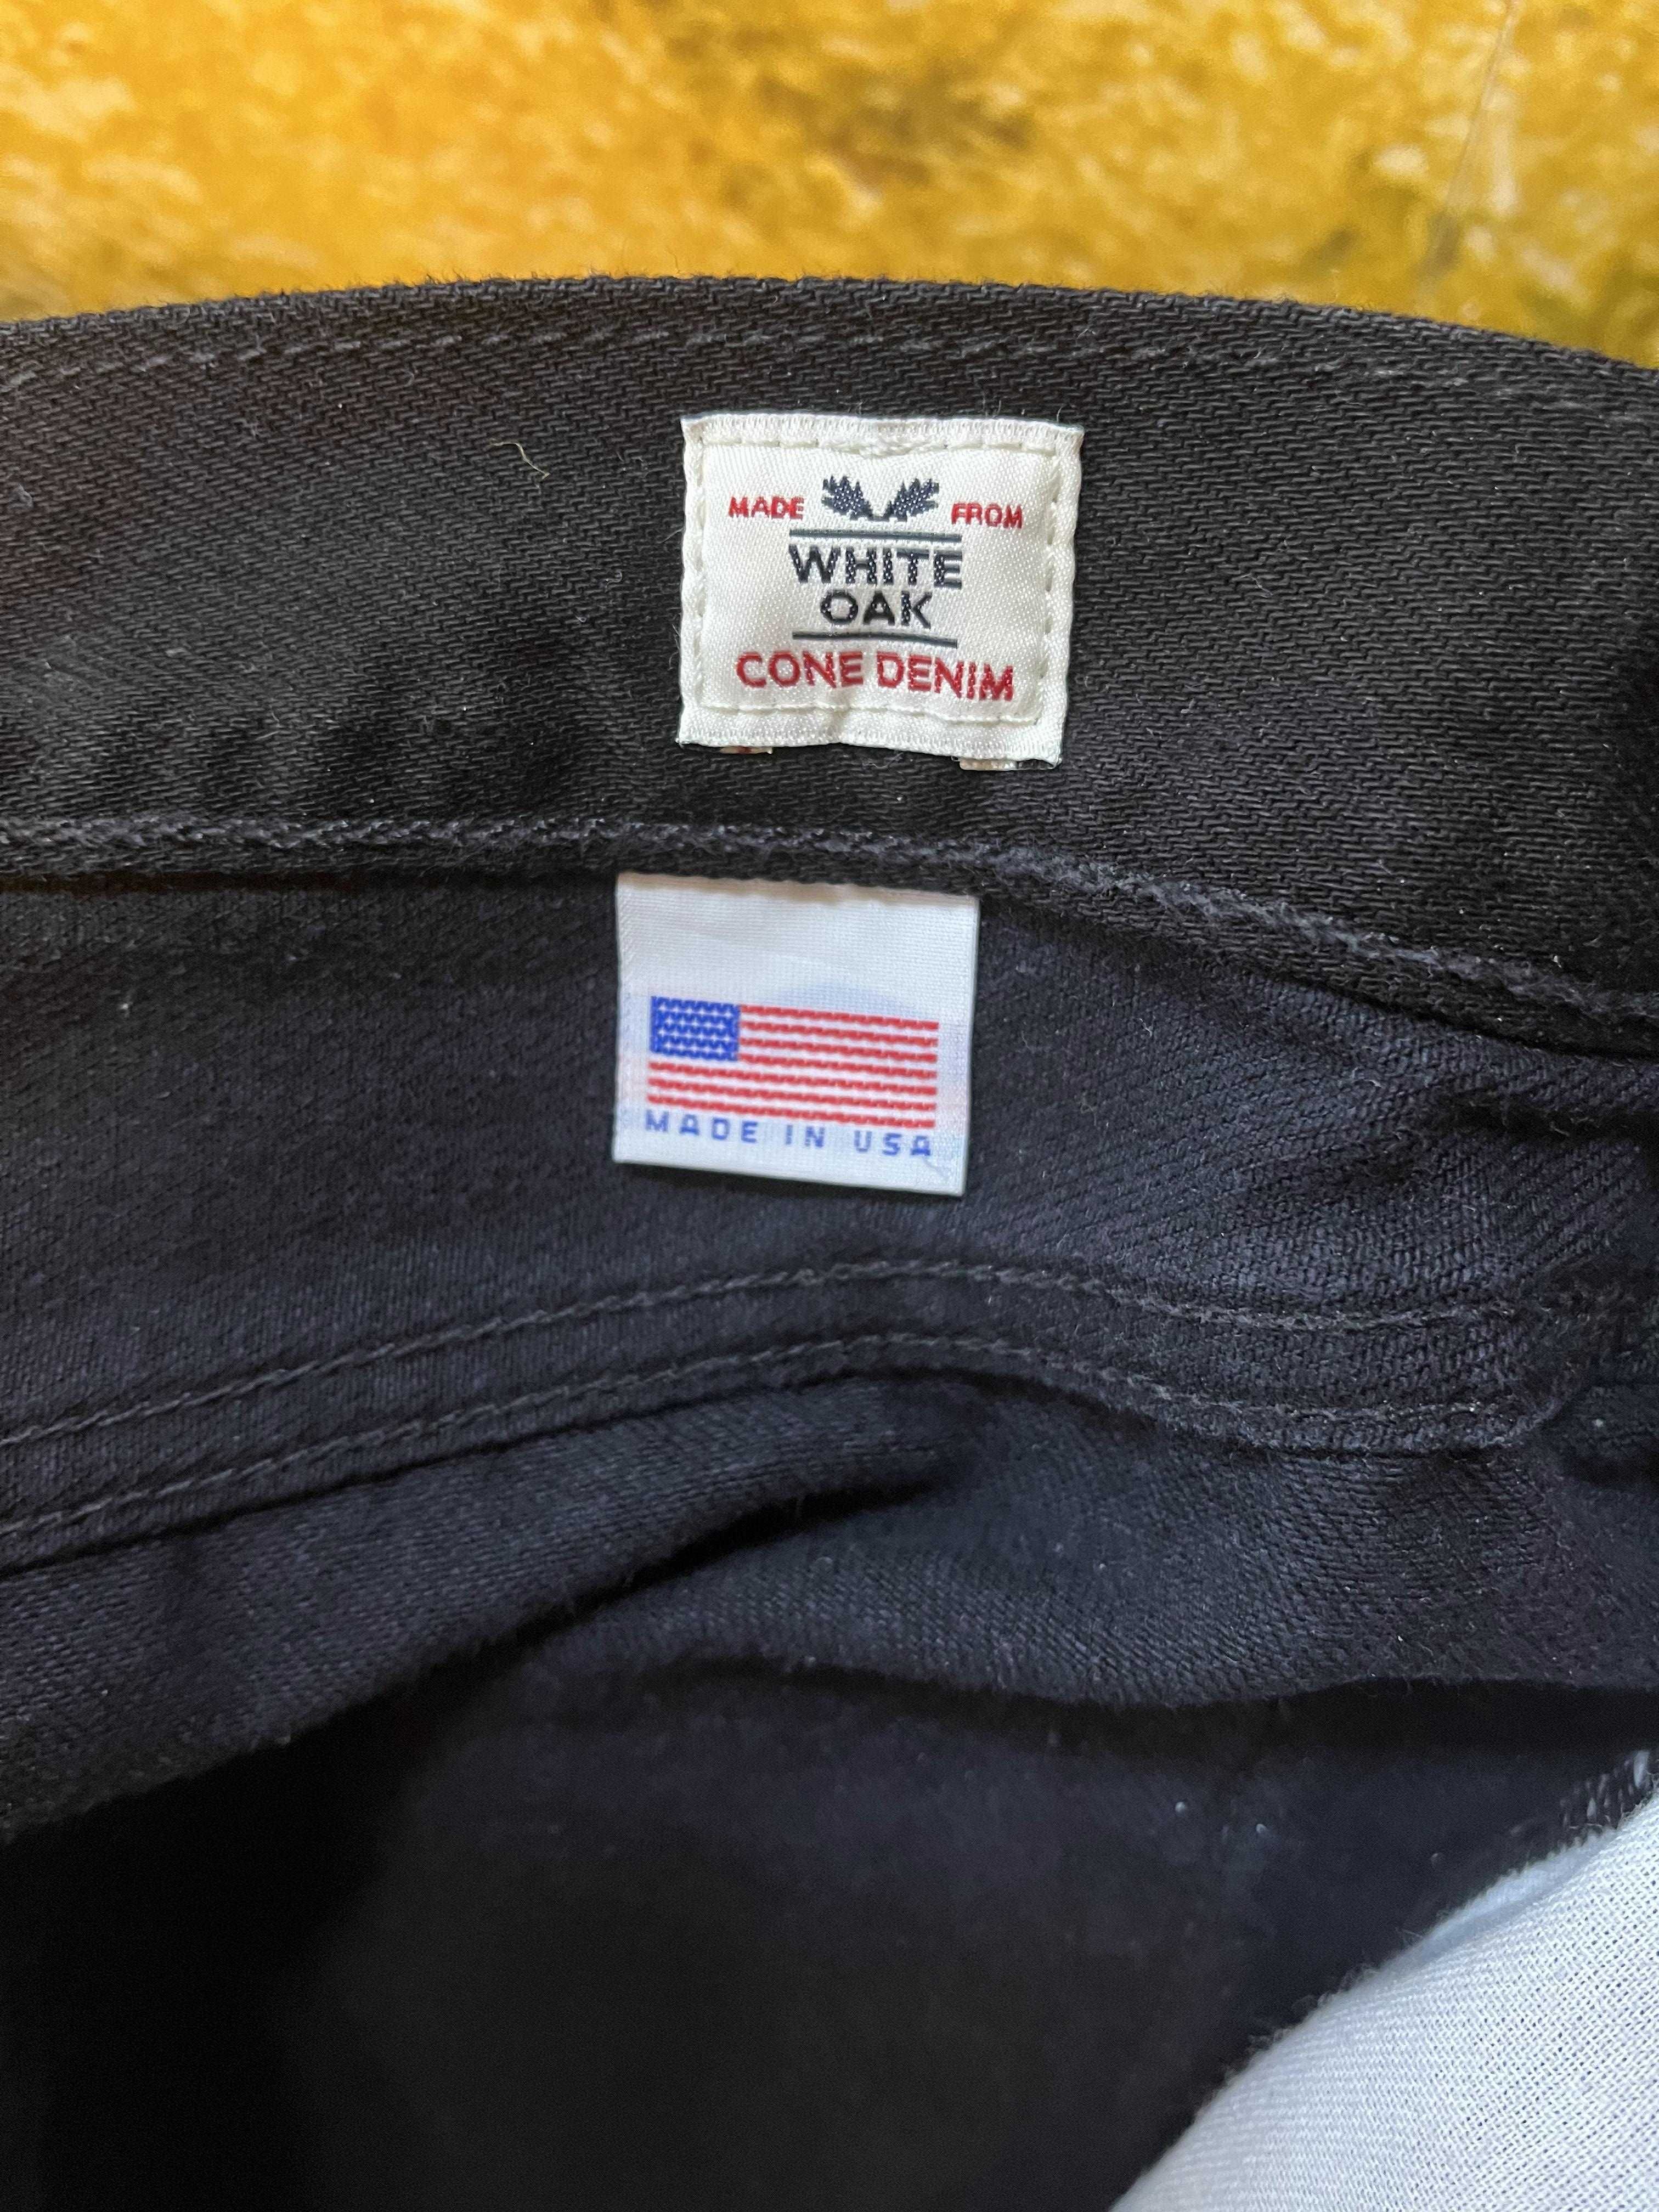 MADE FROM
WHITE
OAK
CONE DENIM
MADE IN USA